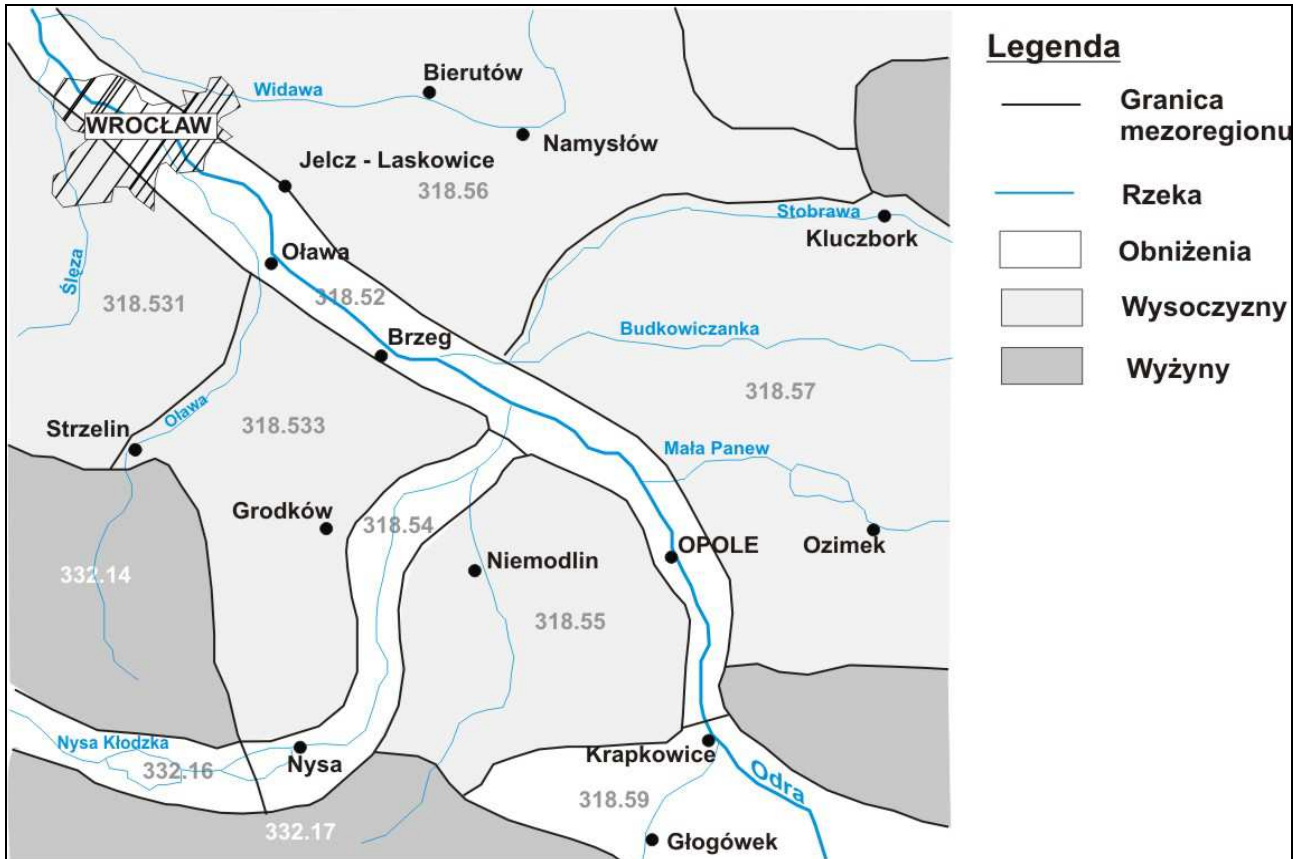 Legenda
Granica
mezoregionu
Rzeka
Obniżenia
Wysoczyzny
Wyżyny
Widawa
Bierutów
WROCŁAW
Namysłów
Jelcz - Laskowice
318.56
Stobrawa
Kluczbork
Ślęza
Oława
318.531
318.52
Brzeg
Budkowiczanka
318.57
Oława
Strzelin
318.533
Mała Panew
Grodków
318.54
OPOLE
Ozimek
332.14
Niemodlin
318.55
Nysa Kłodzka
332.16
Nysa
Krapkowice
Odra
318.59
332.17
Głogówek